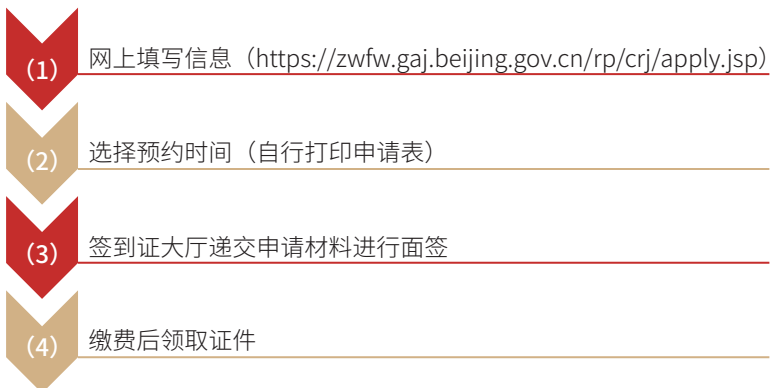 (1) 网上填写信息（https://zwfw.gaj.beijing.gov.cn/rp/crj/apply.jsp）
(2) 选择预约时间（自行打印申请表）
(3) 签到证大厅递交申请材料进行面签
(4) 缴费后领取证件